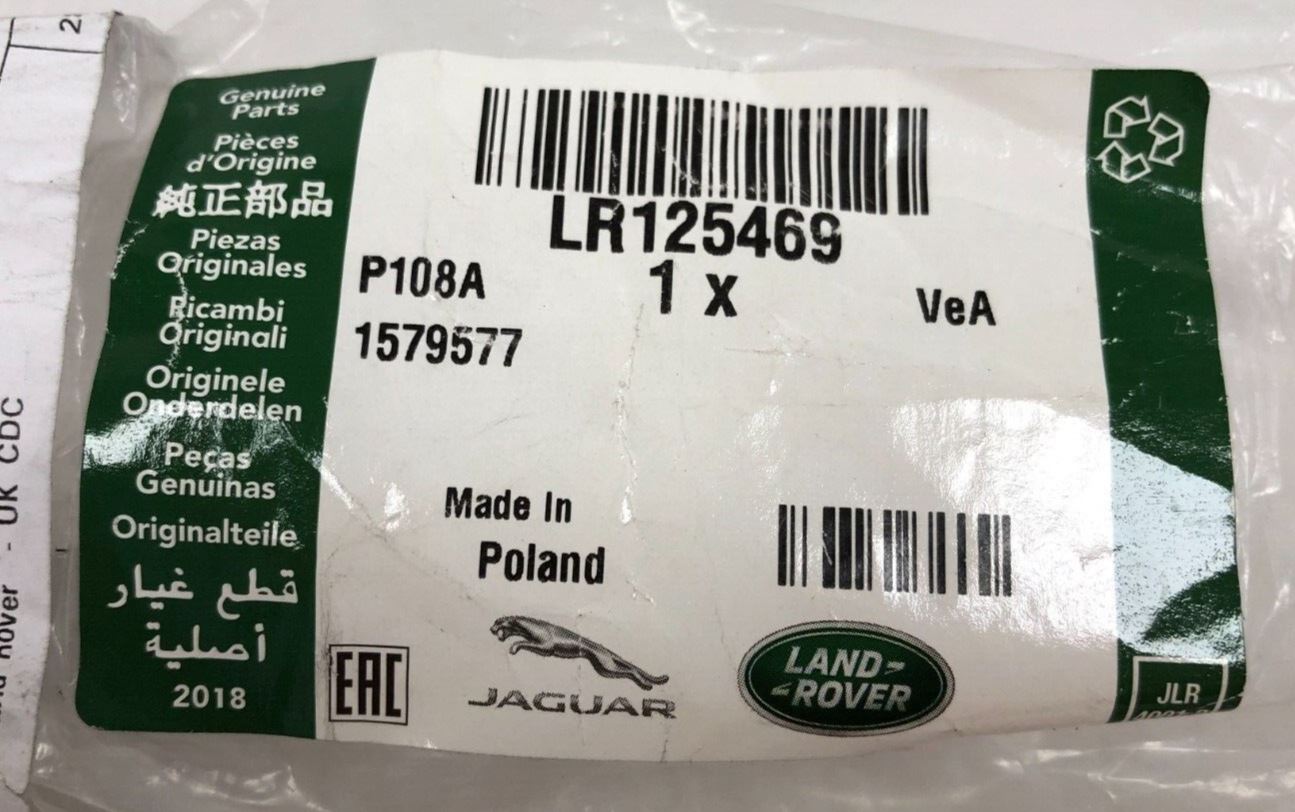 Genuine
Parts
Pièces
d'Origine
純正部品
Piezas
Originales
Ricambi
Originali
Originele
Onderdelen
Peças
Genuinas
Originalteile
قطع غيار
أصلية
2018
LR125469
P108A
1 x
VeA
1579577
Made In
Poland
EAC
JAGUAR
LAND-
-ROVER
JLR
- UK CDC